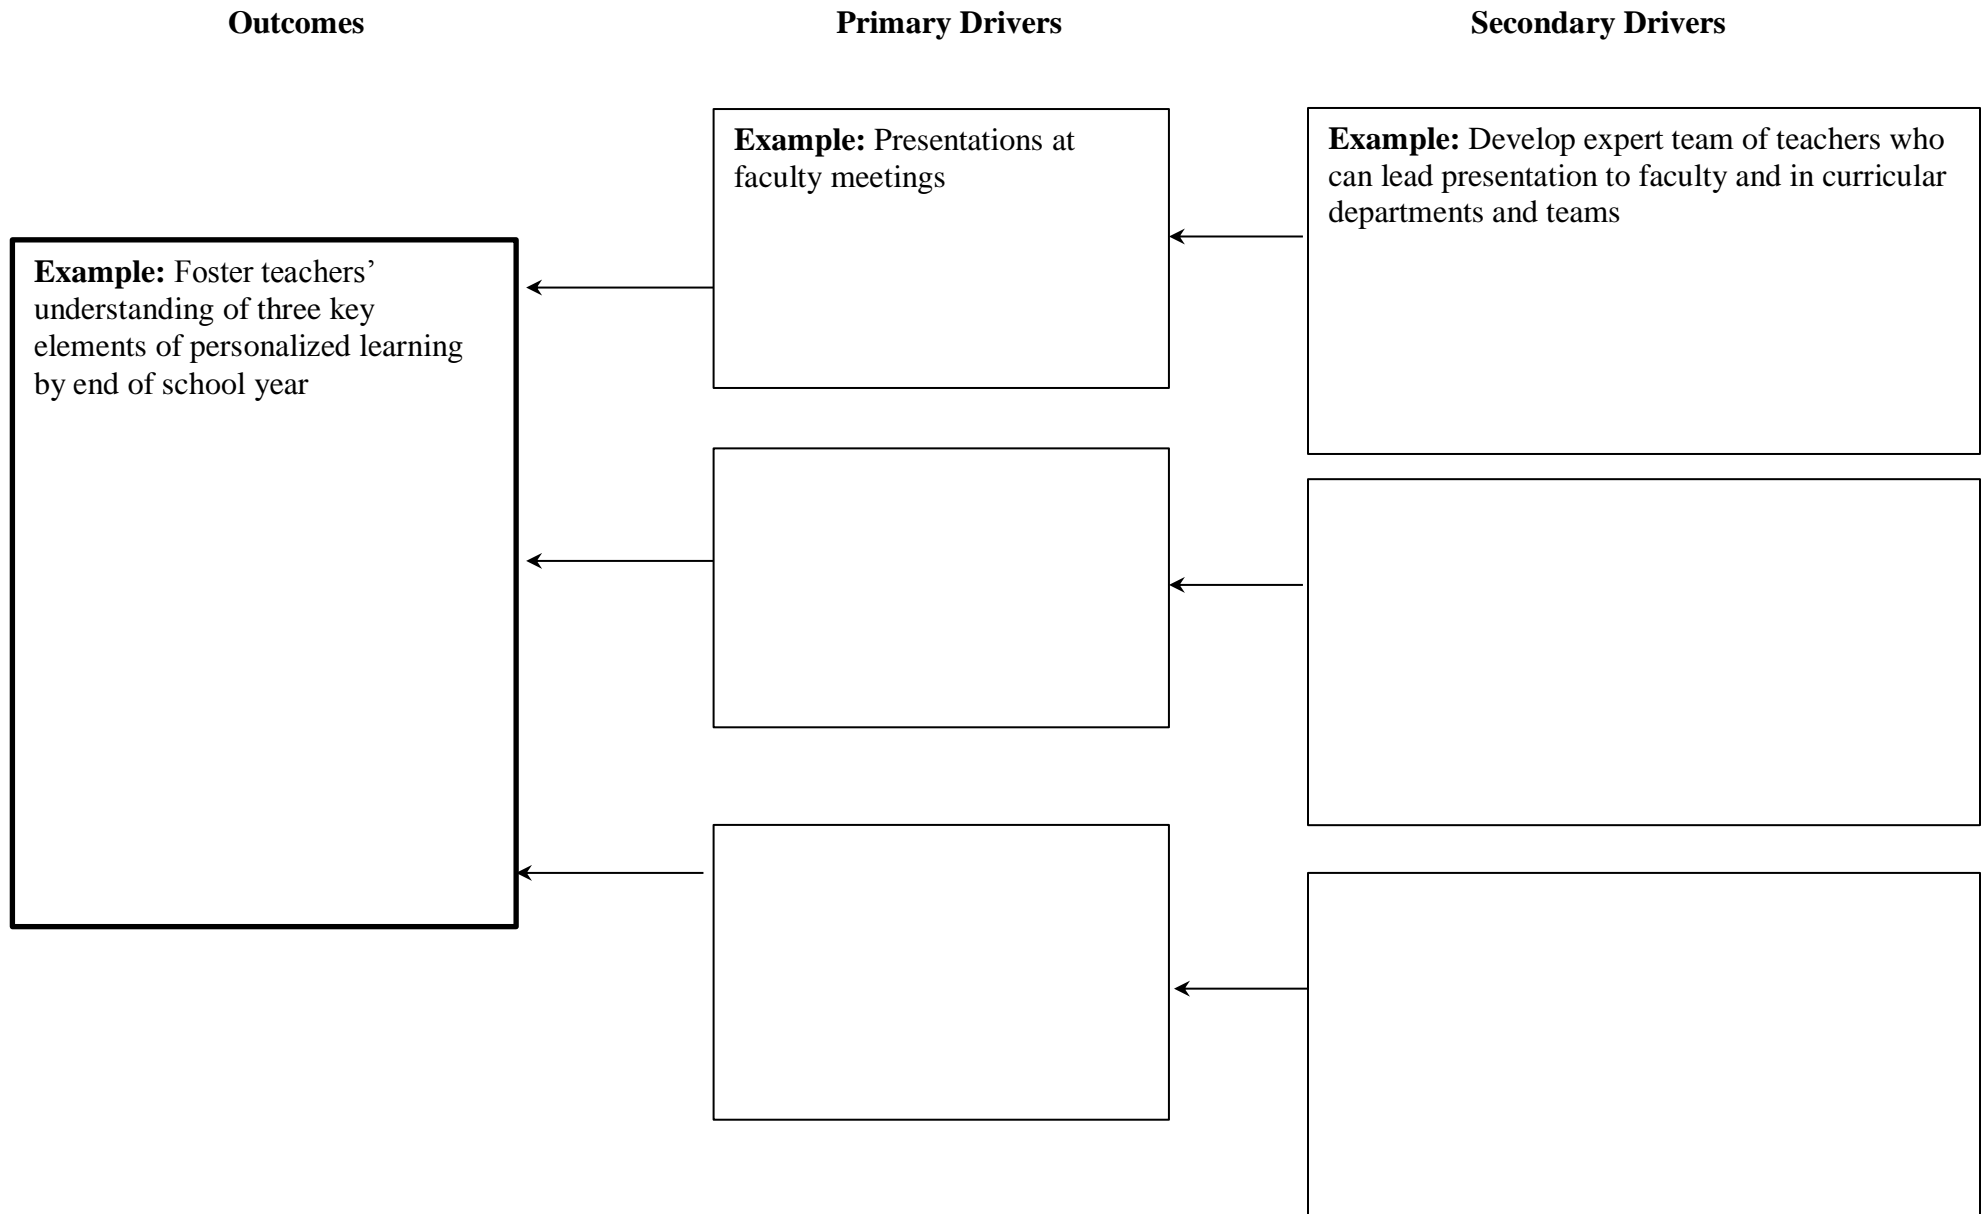 Outcomes
Primary Drivers
Secondary Drivers
Example: Foster teachers’
understanding of three key
elements of personalized learning
by end of school year
Example: Presentations at
faculty meetings
Example: Develop expert team of teachers who
can lead presentation to faculty and in curricular
departments and teams